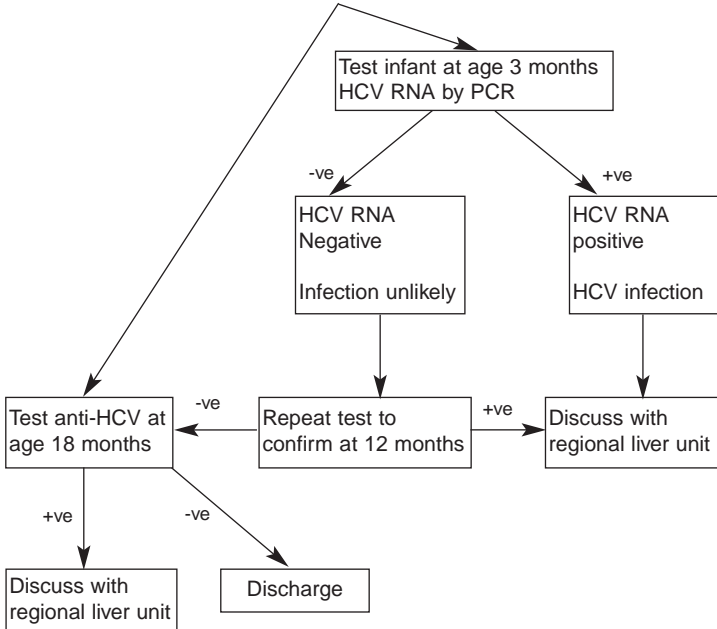 Test infant at age 3 months
HCV RNA by PCR
-ve
+ve
HCV RNA
Negative
Infection unlikely
HCV RNA
positive
HCV infection
Test anti-HCV at
age 18 months
-ve
Repeat test to
confirm at 12 months
+ve
Discuss with
regional liver unit
+ve
-ve
Discuss with
regional liver unit
Discharge